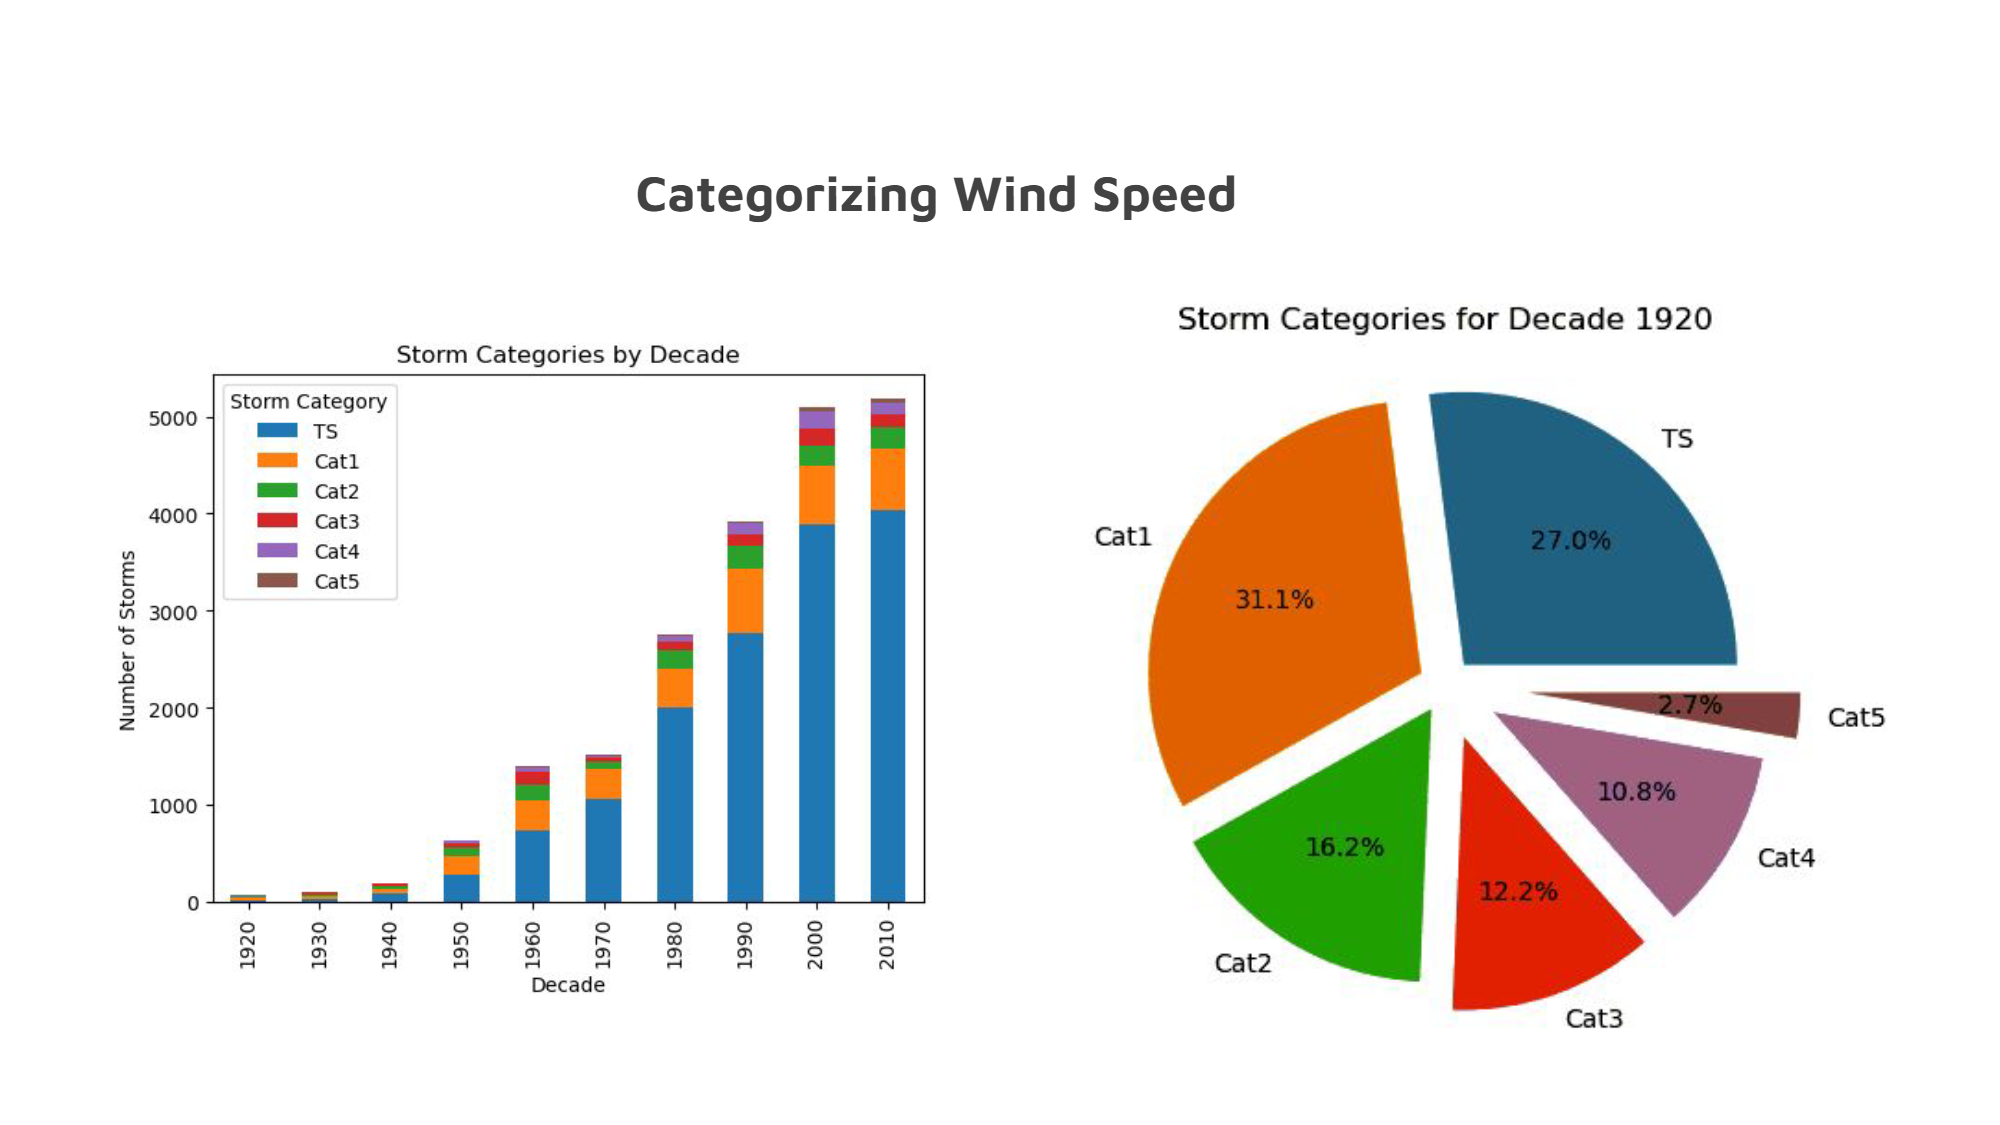 Categorizing Wind Speed
Storm Categories by Decade
Storm Category
TS
Cat1
Cat2
Cat3
Cat4
Cat5
Number of Storms
5000
4000
3000
2000
1000
0
1920
1930
1940
1950
1960
1970
1980
1990
2000
2010
Decade
Storm Categories for Decade 1920
TS
27.0%
Cat1
31.1%
Cat2
16.2%
Cat3
12.2%
Cat4
10.8%
Cat5
2.7%